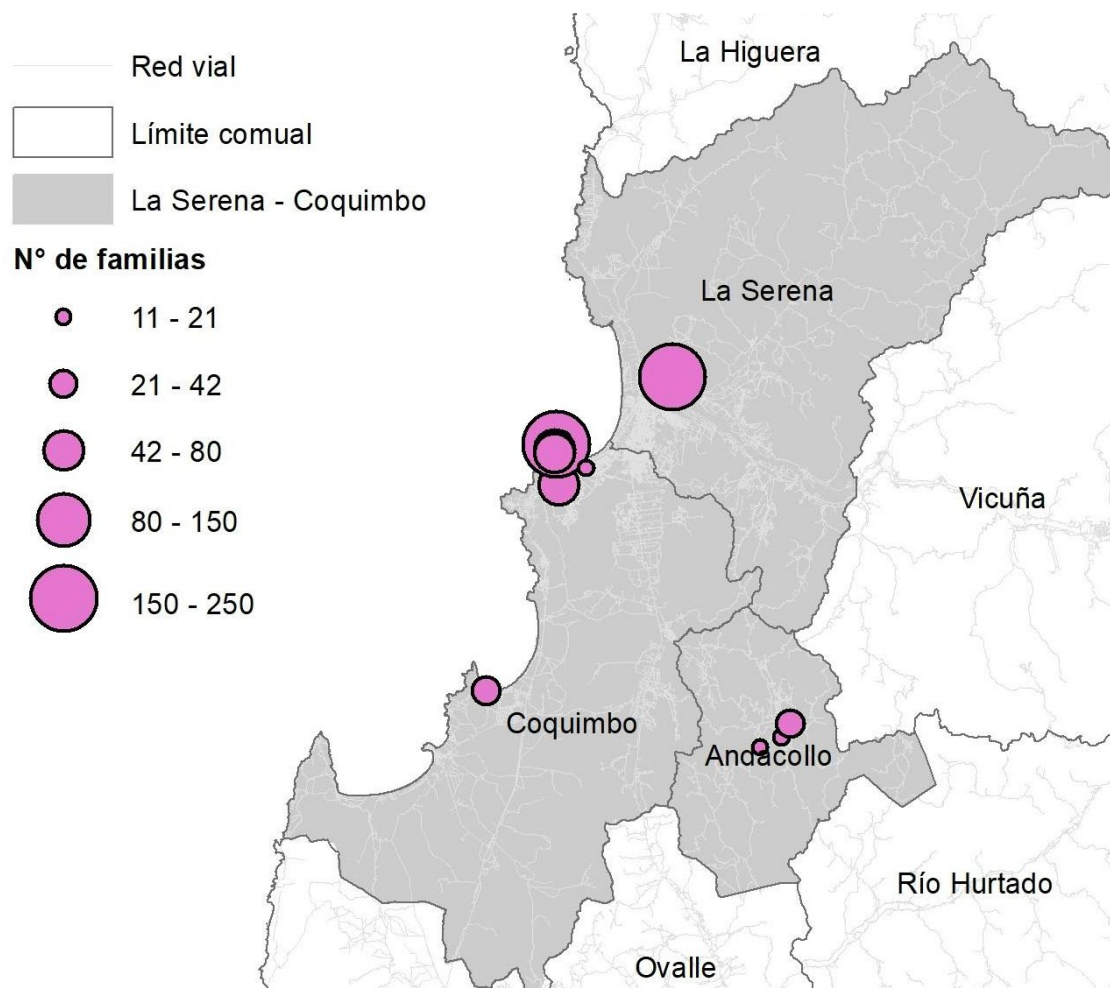 Red vial
Límite comual
La Serena - Coquimbo
N° de familias
11 - 21
21 - 42
42 - 80
80 - 150
150 - 250
La Higuera
La Serena
Vicuña
Coquimbo
Andacollo
Río Hurtado
Ovalle